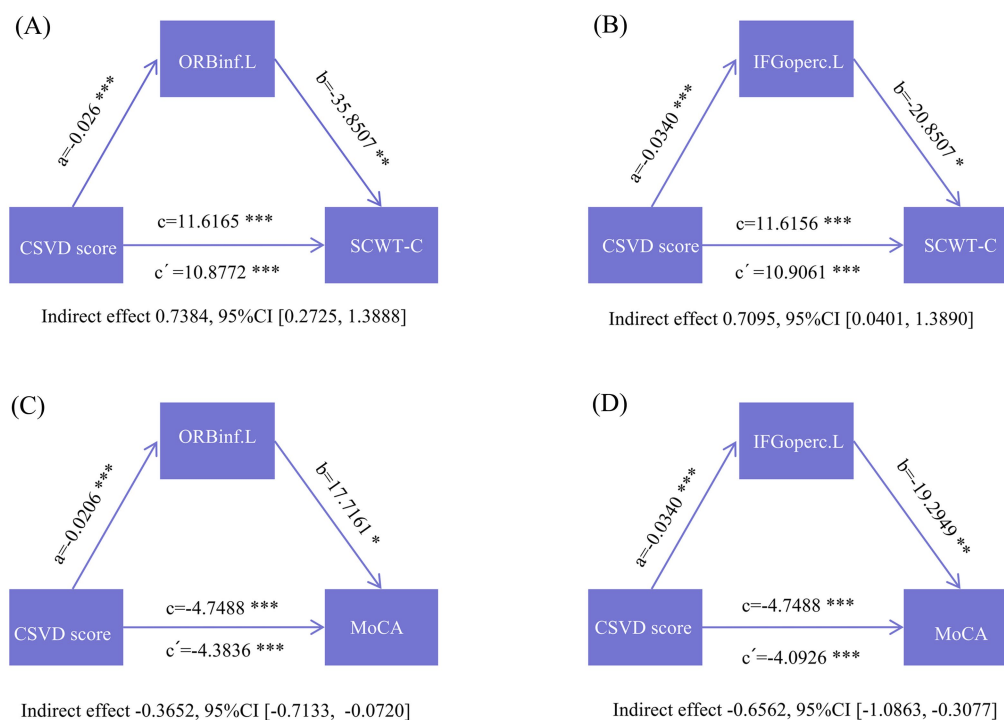 (A)
ORBinf.L
a=-0.026 ***
b=-35.8507 **
CSVD score
c=11.6165 ***
c´=10.8772 ***
SCWT-C
Indirect effect 0.7384, 95%CI [0.2725, 1.3888]
(B)
IFGoperc.L
a=-0.0340 ***
b=-20.8507 *
CSVD score
c=11.6156 ***
c´=10.9061 ***
SCWT-C
Indirect effect 0.7095, 95%CI [0.0401, 1.3890]
(C)
ORBinf.L
a=-0.0206 ***
b=17.7161 *
CSVD score
c=-4.7488 ***
c´=-4.3836 ***
MoCA
Indirect effect -0.3652, 95%CI [-0.7133, -0.0720]
(D)
IFGoperc.L
a=-0.0340 ***
b=-19.2949 **
CSVD score
c=-4.7488 ***
c´=-4.0926 ***
MoCA
Indirect effect -0.6562, 95%CI [-1.0863, -0.3077]